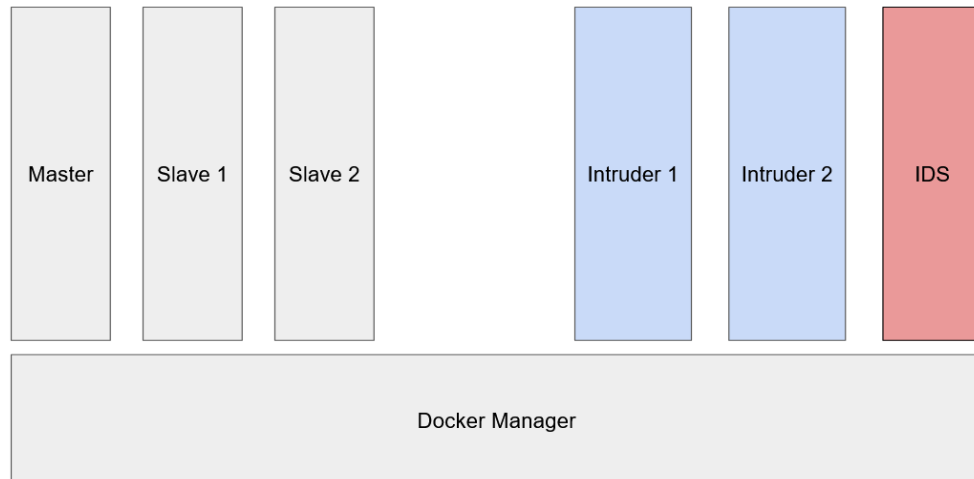 Master
Slave 1
Slave 2
Intruder 1
Intruder 2
IDS
Docker Manager